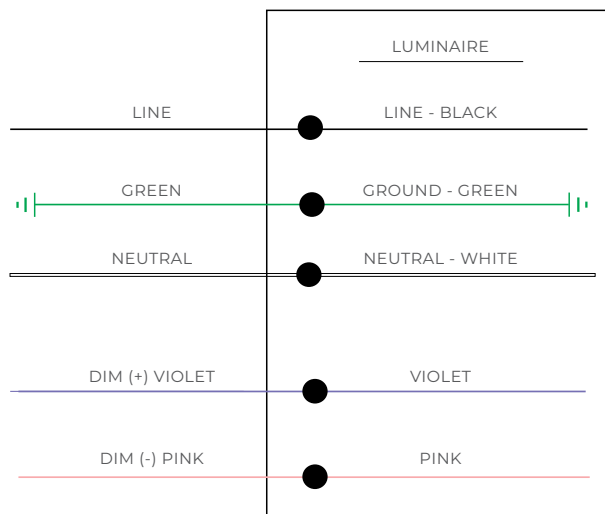 LUMINAIRE
LINE
LINE - BLACK
GREEN
GROUND - GREEN
NEUTRAL
NEUTRAL - WHITE
DIM (+) VIOLET
VIOLET
DIM (-) PINK
PINK